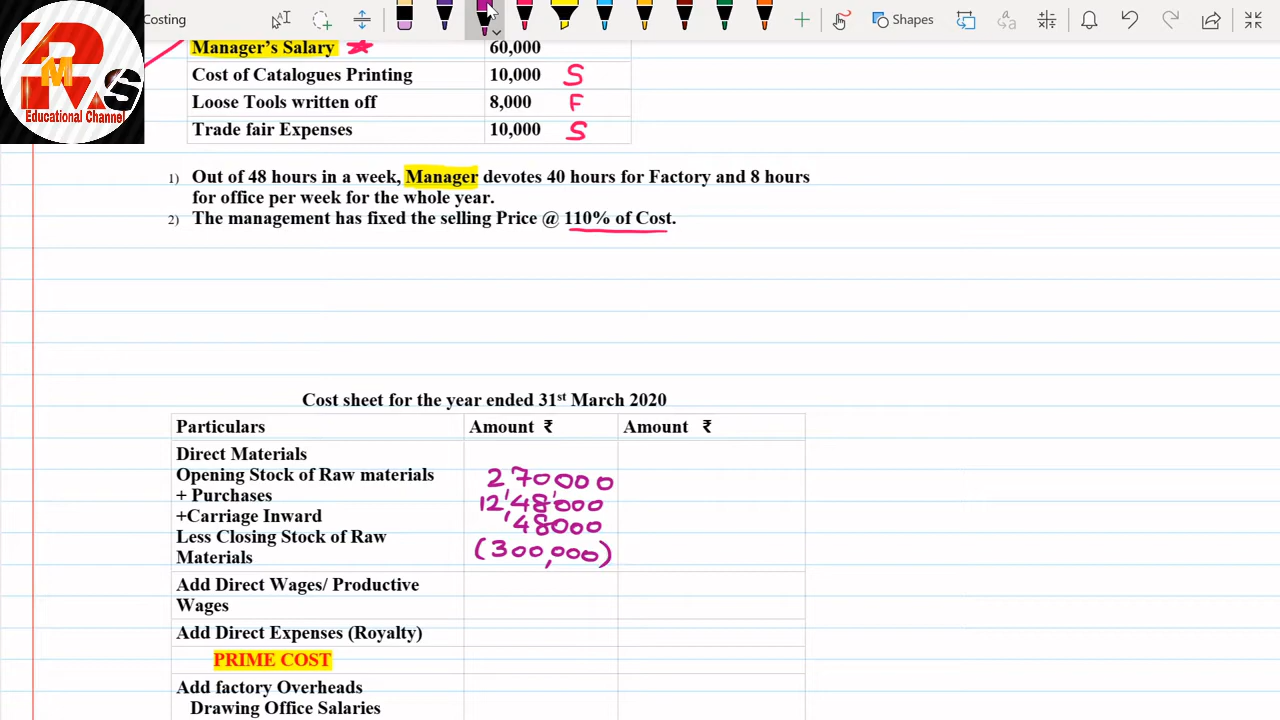 Costing
Shapes
RMS
Educational Channel
Manager's Salary 60,000
Cost of Catalogues Printing 10,000 S
Loose Tools written off 8,000 F
Trade fair Expenses 10,000 S
1) Out of 48 hours in a week, Manager devotes 40 hours for Factory and 8 hours
for office per week for the whole year.
2) The management has fixed the selling Price @ 110% of Cost.
Cost sheet for the year ended 31st March 2020
Particulars Amount ₹ Amount ₹
Direct Materials
Opening Stock of Raw materials 270000
+ Purchases 12,48,000
+Carriage Inward 48000
Less Closing Stock of Raw (300,000)
Materials
Add Direct Wages/ Productive
Wages
Add Direct Expenses (Royalty)
PRIME COST
Add factory Overheads
Drawing Office Salaries